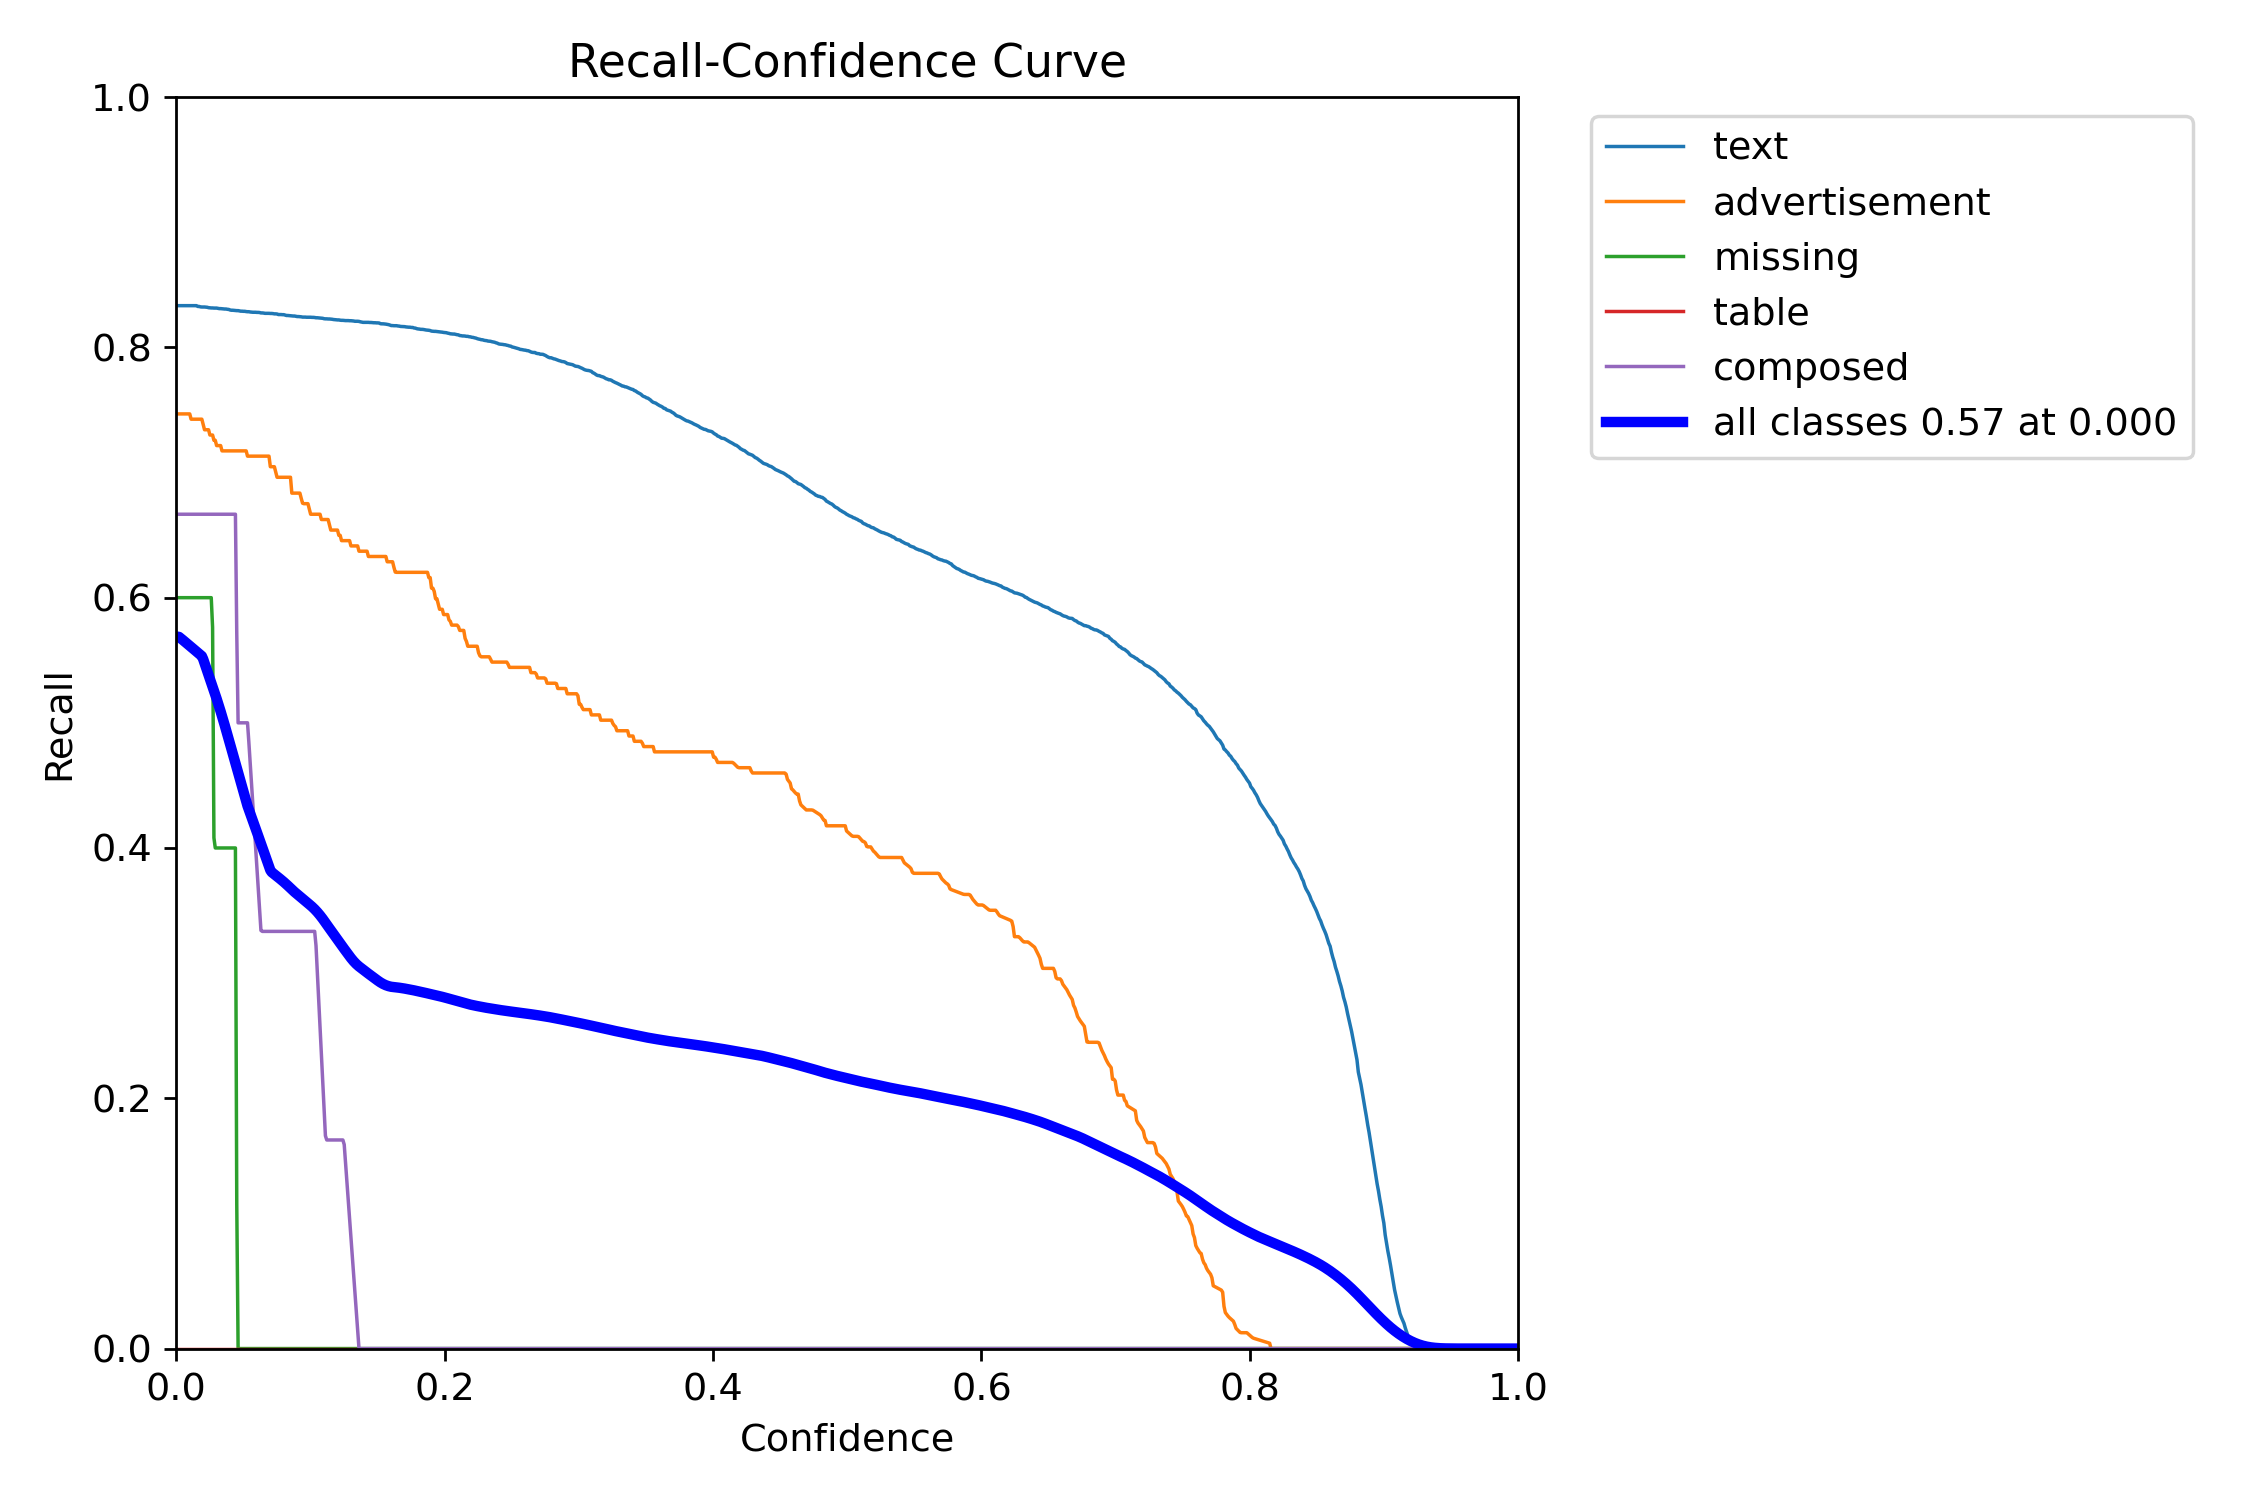 Recall-Confidence Curve
1.0
0.8
0.6
0.4
0.2
0.0
Recall
0.0 0.2 0.4 0.6 0.8 1.0
Confidence
text
advertisement
missing
table
composed
all classes 0.57 at 0.000